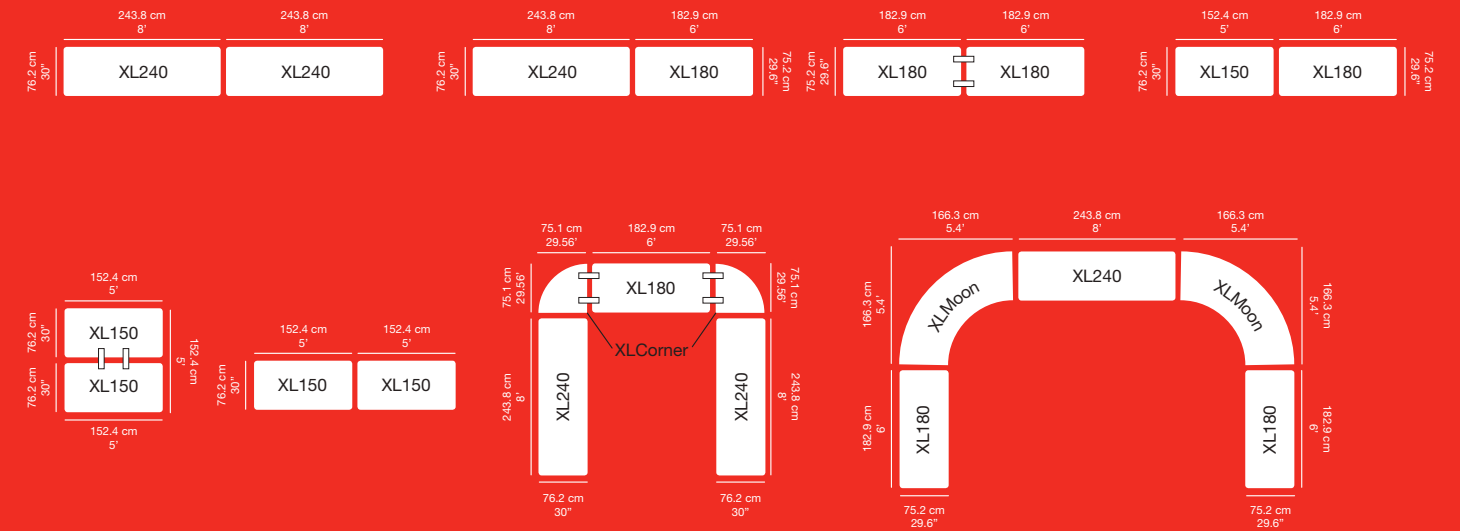 243.8 cm
8’
243.8 cm
8’
76.2 cm
30”
XL240
XL240
243.8 cm
8’
182.9 cm
6’
76.2 cm
30”
XL240
XL180
75.2 cm
29.6”
182.9 cm
6’
182.9 cm
6’
75.2 cm
29.6”
XL180
XL180
152.4 cm
5’
182.9 cm
6’
76.2 cm
30”
XL150
XL180
75.2 cm
29.6”
152.4 cm
5’
76.2 cm
30”
XL150
76.2 cm
30”
XL150
152.4 cm
5’
152.4 cm
5’
152.4 cm
5’
152.4 cm
5’
76.2 cm
30”
XL150
XL150
75.1 cm
29.56’
182.9 cm
6’
75.1 cm
29.56’
75.1 cm
29.56’
XL180
75.1 cm
29.56’
XLCorner
243.8 cm
8’
XL240
XL240
243.8 cm
8’
76.2 cm
30”
76.2 cm
30”
166.3 cm
5.4’
243.8 cm
8’
166.3 cm
5.4’
166.3 cm
5.4’
XLMoon
XL240
XLMoon
166.3 cm
5.4’
182.9 cm
6’
XL180
XL180
182.9 cm
6’
75.2 cm
29.6”
75.2 cm
29.6”